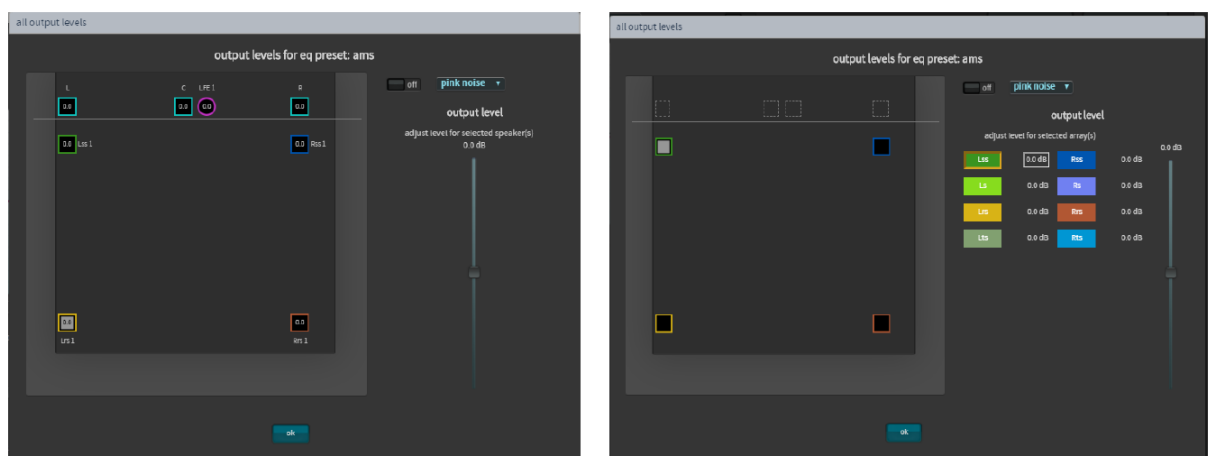 all output levels
output levels for eq preset: ams
off
pink noise
L
C
LFE 1
R
0.0
0.0
0.0
0.0
output level
adjust level for selected speaker(s)
0.0 dB
0.0 Lss 1
0.0 Rss 1
0.0
0.0
Lrs 1
Rrs 1
ok
all output levels
output levels for eq preset: ams
off
pink noise
output level
adjust level for selected array(s)
0.0 dB
Lss 0.0 dB Rss 0.0 dB
Ls 0.0 dB Rs 0.0 dB
Lrs 0.0 dB Rrs 0.0 dB
Lts 0.0 dB Rts 0.0 dB
ok